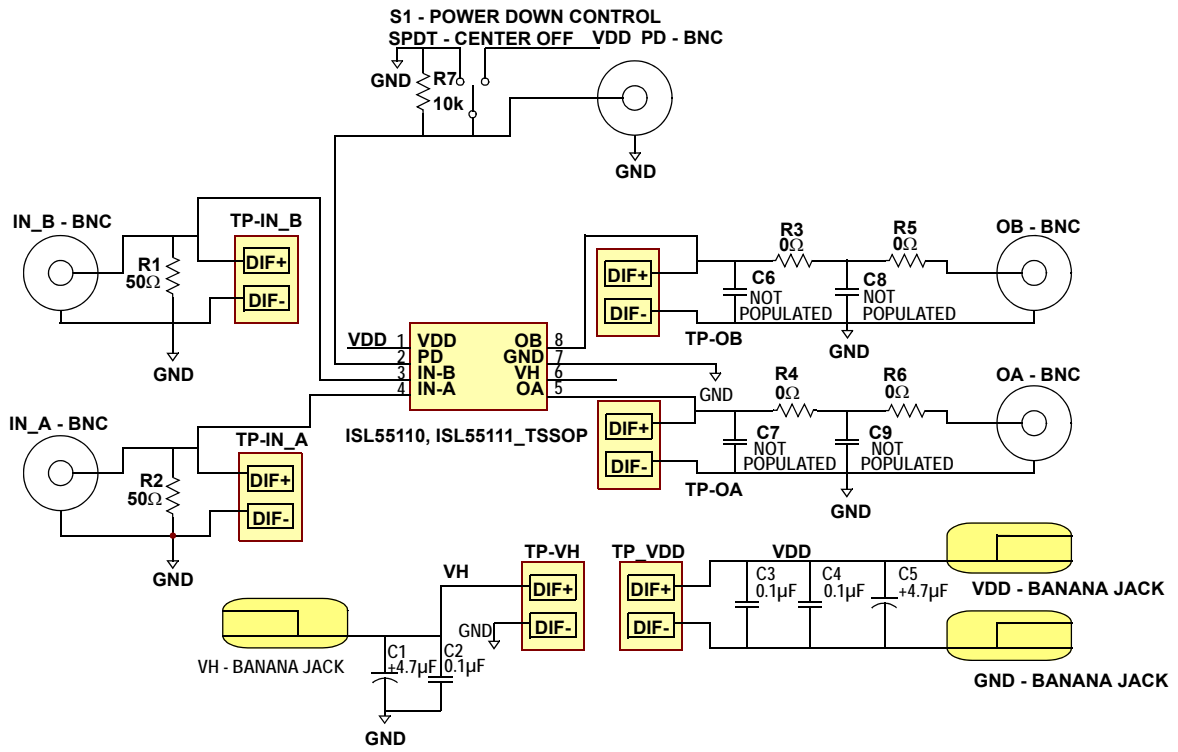 S1 - POWER DOWN CONTROL
SPDT - CENTER OFF VDD PD - BNC
GND
R7
10k
GND
IN_B - BNC
TP-IN_B
R1
50Ω
DIF+
DIF-
GND
R3
0Ω
R5
0Ω
OB - BNC
DIF+
DIF-
C6
NOT
POPULATED
C8
NOT
POPULATED
TP-OB
GND
VDD
1 VDD OB 8
2 PD GND 7
3 IN-B VH 6
4 IN-A OA 5
GND
ISL55110, ISL55111_TSSOP
IN_A - BNC
TP-IN_A
R2
50Ω
DIF+
DIF-
GND
R4
0Ω
R6
0Ω
OA - BNC
DIF+
DIF-
C7
NOT
POPULATED
C9
NOT
POPULATED
TP-OA
GND
TP-VH
VH
DIF+
DIF-
GND
VH - BANANA JACK
C1
+4.7µF
C2
0.1µF
GND
TP_VDD
VDD
DIF+
DIF-
C3
0.1µF
C4
0.1µF
C5
+4.7µF
VDD - BANANA JACK
GND - BANANA JACK